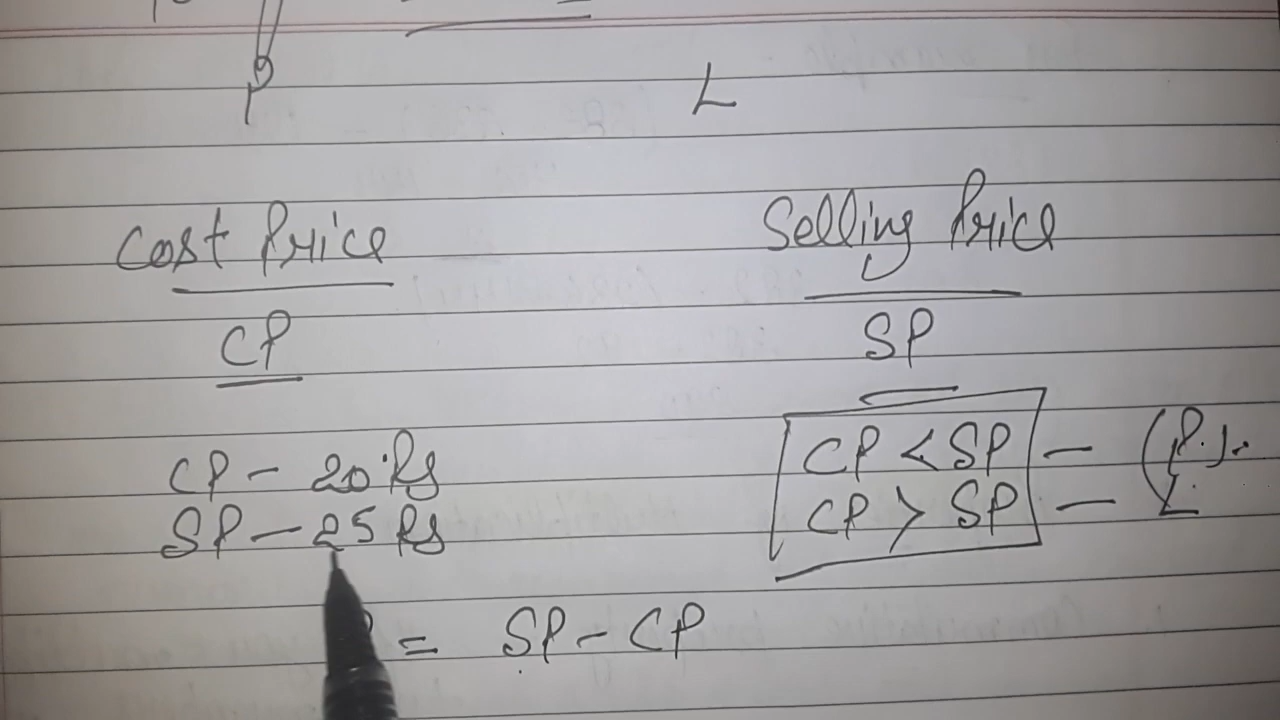 P L
Cost Price Selling Price
CP SP
CP - 20 Rs CP < SP - (P).
SP - 25 Rs CP > SP - L
P = SP - CP